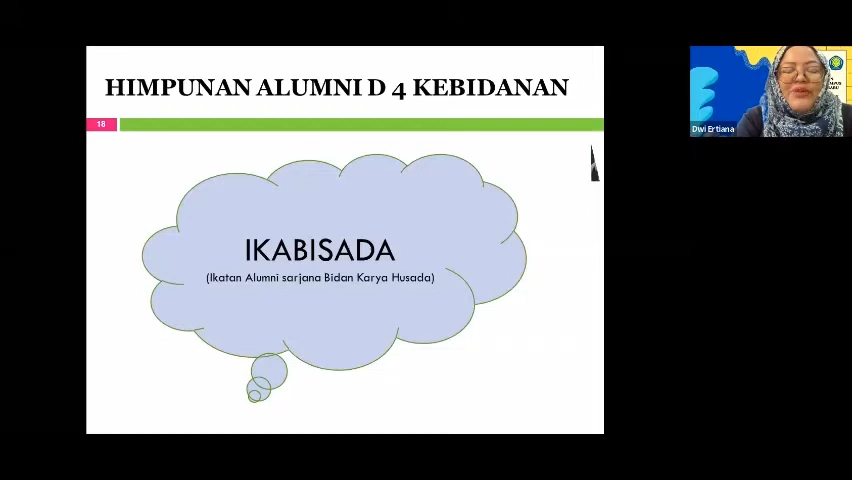 HIMPUNAN ALUMNI D 4 KEBIDANAN
18
IKABISADA
(Ikatan Alumni sarjana Bidan Karya Husada)
Dwi Ertiana